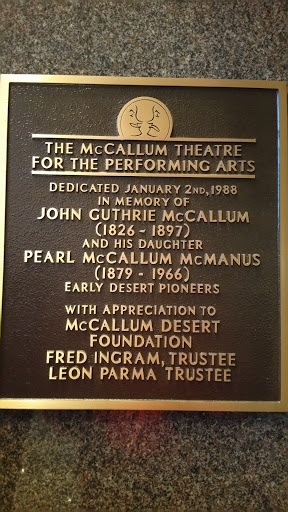 THE McCALLUM THEATRE
FOR THE PERFORMING ARTS
DEDICATED JANUARY 2ND, 1988
IN MEMORY OF
JOHN GUTHRIE McCALLUM
(1826 - 1897)
AND HIS DAUGHTER
PEARL McCALLUM McMANUS
(1879 - 1966)
EARLY DESERT PIONEERS
WITH APPRECIATION TO
McCALLUM DESERT
FOUNDATION
FRED INGRAM, TRUSTEE
LEON PARMA TRUSTEE